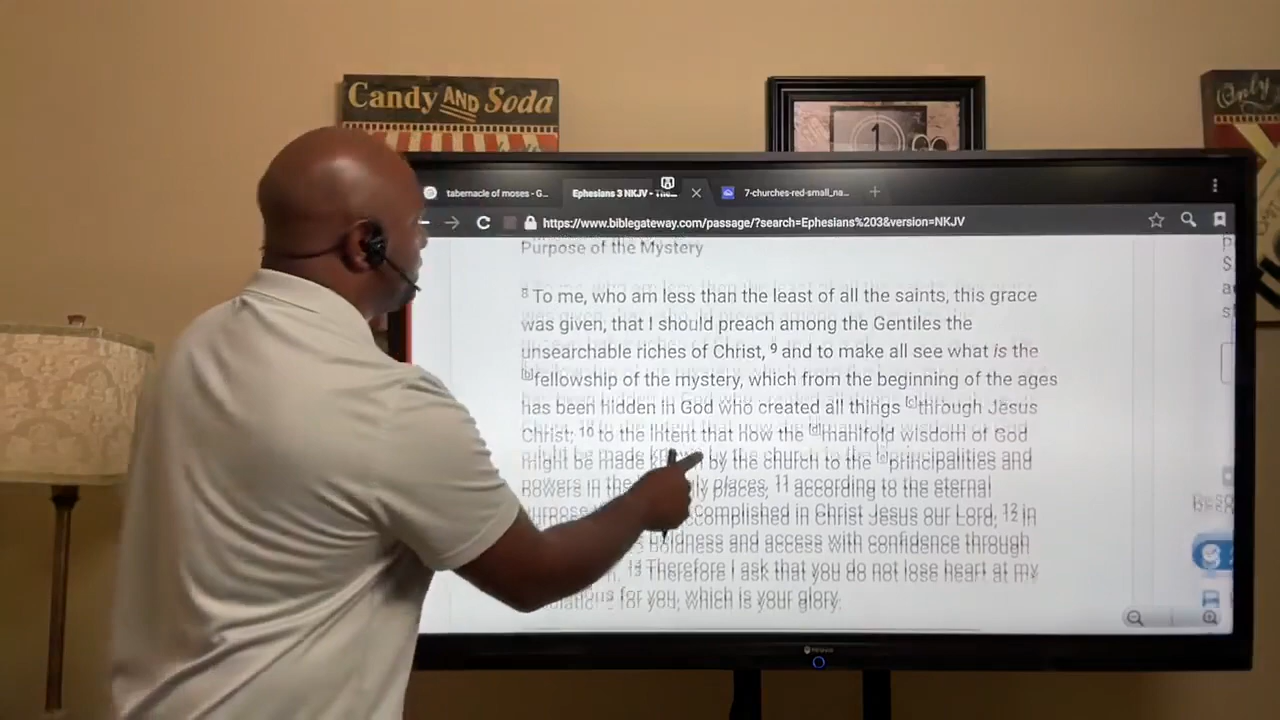 Candy AND Soda
1
Only
tabernacle of moses - G...
Ephesians 3 NKJV - The...
7-churches-red-small_na...
https://www.biblegateway.com/passage/?search=Ephesians%203&version=NKJV
Purpose of the Mystery
8 To me, who am less than the least of all the saints, this grace
was given, that I should preach among the Gentiles the
unsearchable riches of Christ, 9 and to make all see what is the
[b]fellowship of the mystery, which from the beginning of the ages
has been hidden in God who created all things [c]through Jesus
Christ; 10 to the intent that now the [d]manifold wisdom of God
might be made by the church to the principalities and
powers in the places, 11 according to the eternal
accomplished in Christ Jesus our Lord, 12 in
boldness and access with confidence through
13 Therefore I ask that you do not lose heart at my
for you, which is your glory.